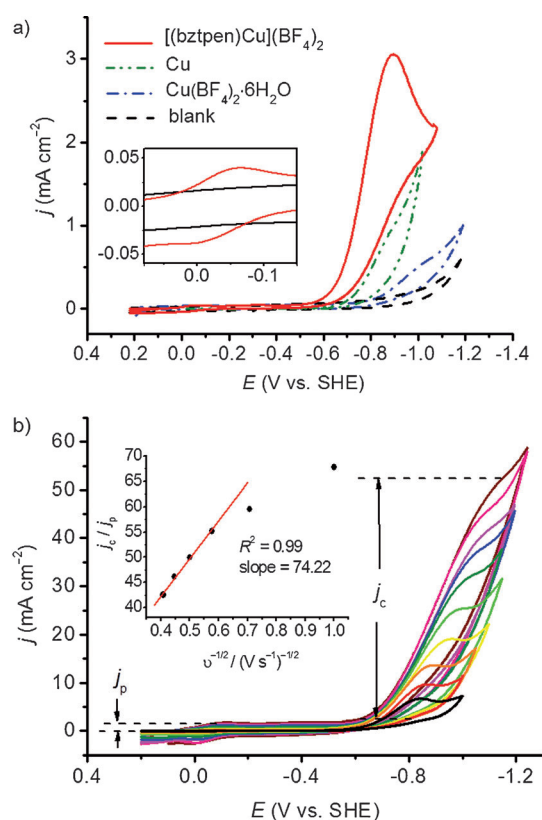 a)
[(bztpen)Cu](BF₄)₂
Cu
Cu(BF₄)₂·6H₂O
blank
j (mA cm⁻²)
3
2
1
0
0.05
0.00
-0.05
0.0
-0.1
0.4 0.2 0.0 -0.2 -0.4 -0.6 -0.8 -1.0 -1.2 -1.4
E (V vs. SHE)
b)
j (mA cm⁻²)
60
50
40
30
20
10
0
j_c / j_p
70
65
60
55
50
45
40
R² = 0.99
slope = 74.22
0.4 0.5 0.6 0.7 0.8 0.9 1.0
υ⁻¹/² / (V s⁻¹)⁻¹/²
j_c
j_p
0.4 0.0 -0.4 -0.8 -1.2
E (V vs. SHE)